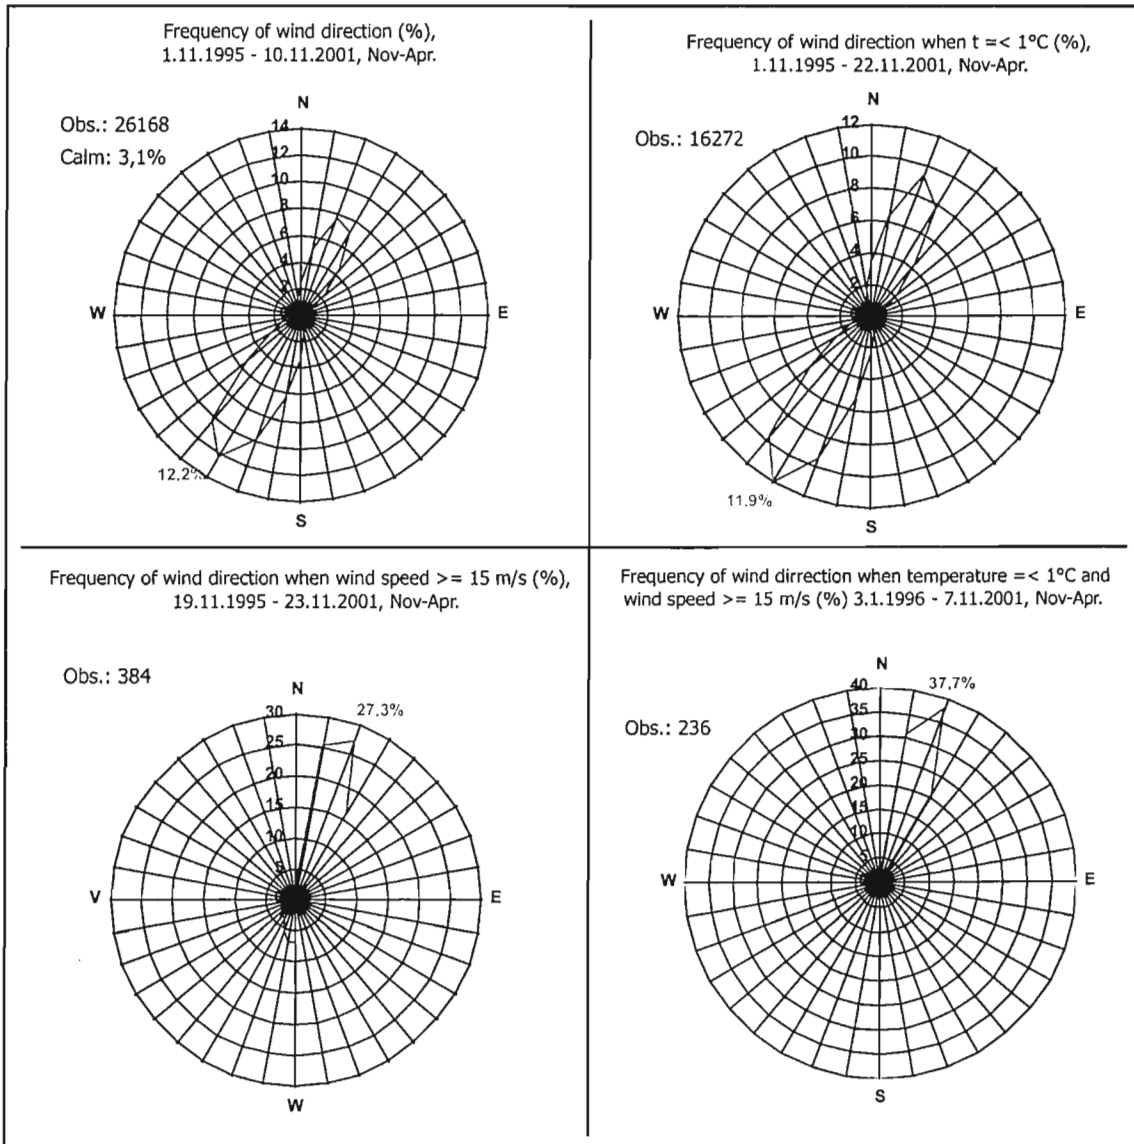 Frequency of wind direction (%),
1.11.1995 - 10.11.2001, Nov-Apr.
Obs.: 26168
Calm: 3,1%
N
14
12
10
8
6
4
2
W
E
12,2%
S
Frequency of wind direction when t =< 1°C (%),
1.11.1995 - 22.11.2001, Nov-Apr.
Obs.: 16272
N
12
10
8
6
4
2
W
E
11,9%
S
Frequency of wind direction when wind speed >= 15 m/s (%),
19.11.1995 - 23.11.2001, Nov-Apr.
Obs.: 384
N
27,3%
30
25
20
15
10
5
V
E
W
Frequency of wind dirrection when temperature =< 1°C and
wind speed >= 15 m/s (%) 3.1.1996 - 7.11.2001, Nov-Apr.
Obs.: 236
N
37,7%
40
35
30
25
20
15
10
5
W
E
S